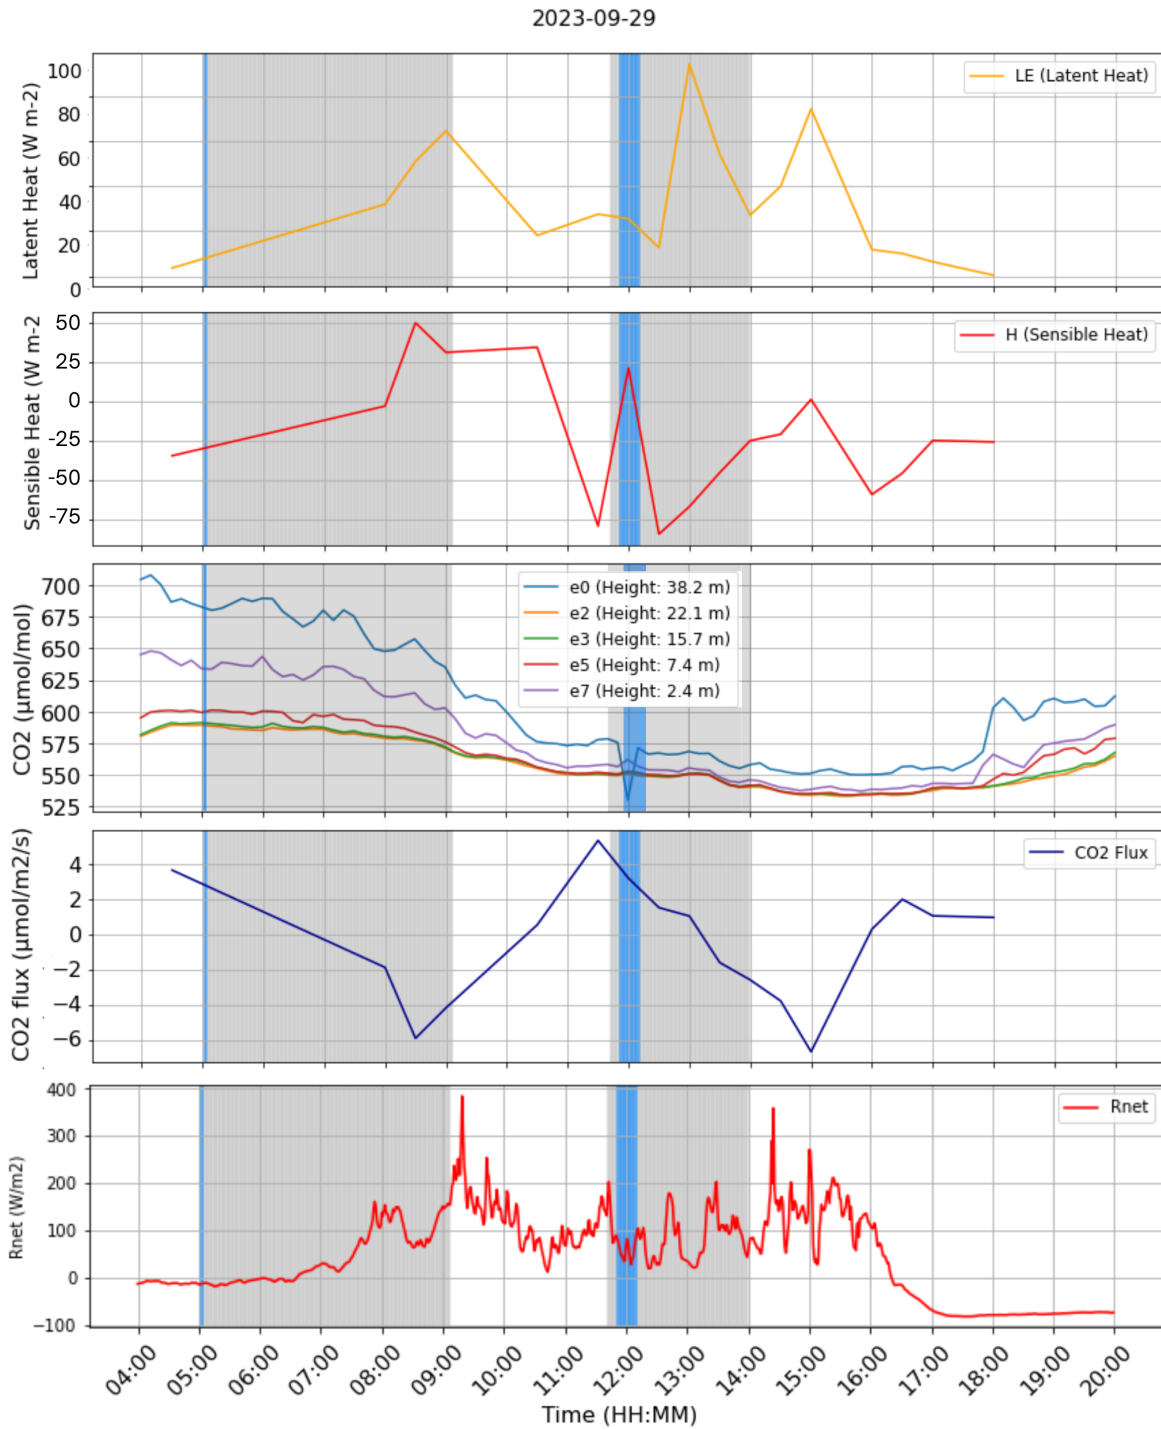 2023-09-29
Latent Heat (W m-2)
100
80
60
40
20
0
LE (Latent Heat)
Sensible Heat (W m-2
50
25
0
-25
-50
-75
H (Sensible Heat)
CO2 (μmol/mol)
700
675
650
625
600
575
550
525
e0 (Height: 38.2 m)
e2 (Height: 22.1 m)
e3 (Height: 15.7 m)
e5 (Height: 7.4 m)
e7 (Height: 2.4 m)
CO2 flux (μmol/m2/s)
4
2
0
−2
−4
−6
CO2 Flux
Rnet (W/m2)
400
300
200
100
0
−100
Rnet
04:00 05:00 06:00 07:00 08:00 09:00 10:00 11:00 12:00 13:00 14:00 15:00 16:00 17:00 18:00 19:00 20:00
Time (HH:MM)